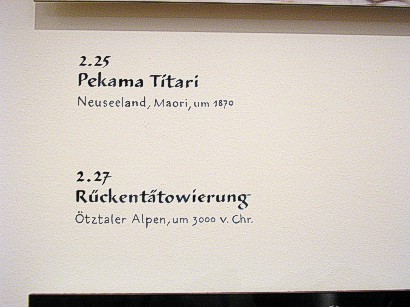 2.25
Pekama Titari
Neuseeland, Maori, um 1870
2.27
Rückentätowierung
Ötztaler Alpen, um 3000 v. Chr.